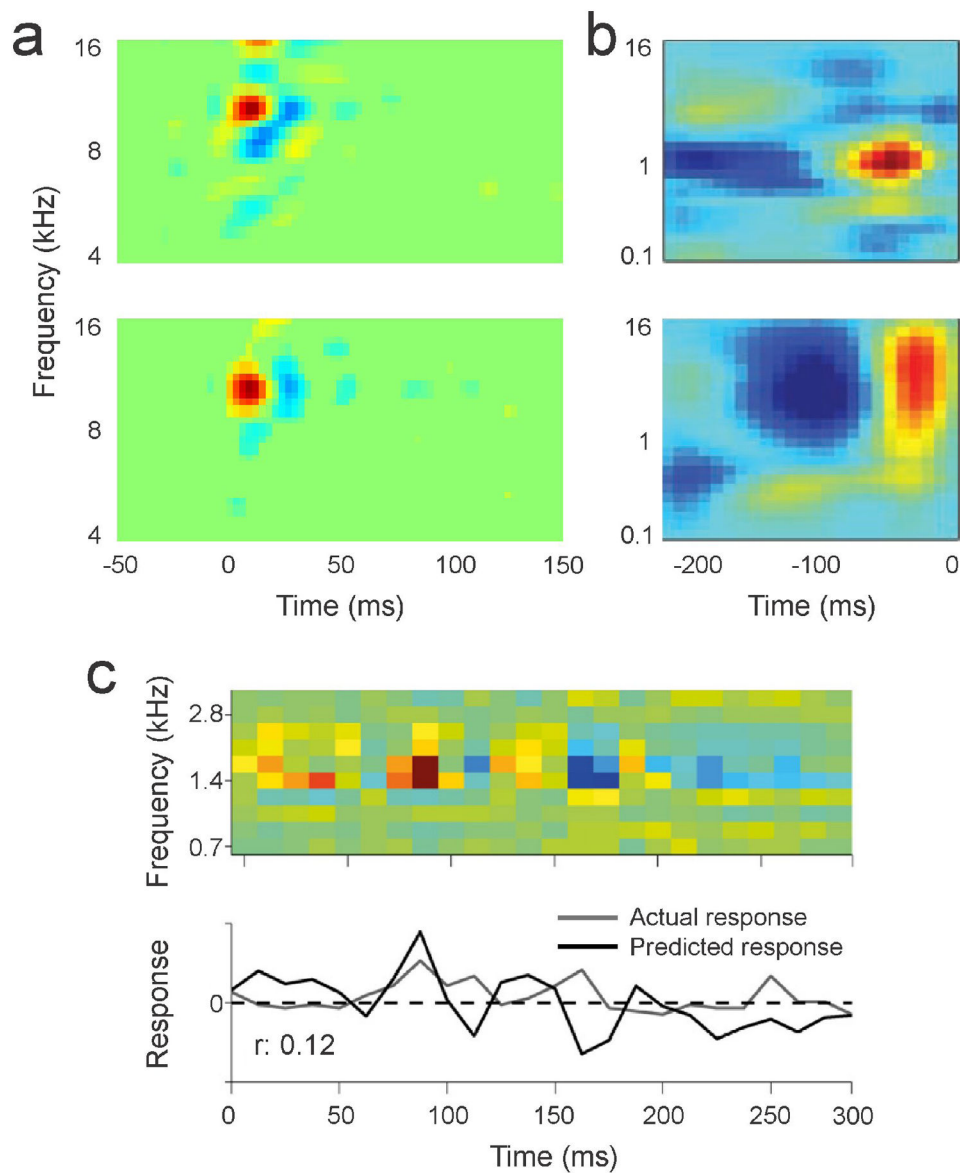 a
b
16
8
4
16
1
0.1
Frequency (kHz)
16
8
4
16
1
0.1
-50 0 50 100 150
-200 -100 0
Time (ms)
Time (ms)
c
Frequency (kHz)
2.8
1.4
0.7
Actual response
Predicted response
Response
0
r: 0.12
0 50 100 150 200 250 300
Time (ms)